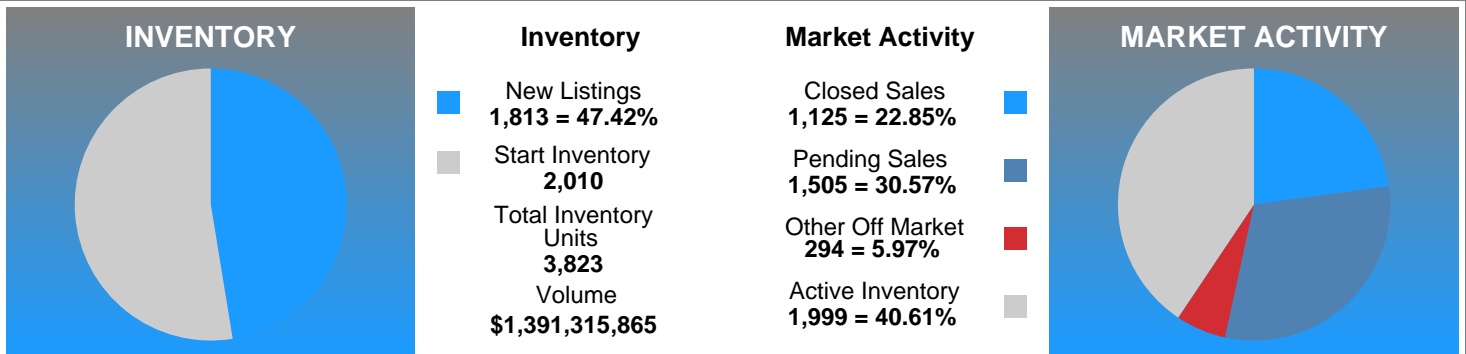 INVENTORY
Inventory
New Listings
1,813 = 47.42%
Start Inventory
2,010
Total Inventory
Units
3,823
Volume
$1,391,315,865
Market Activity
Closed Sales
1,125 = 22.85%
Pending Sales
1,505 = 30.57%
Other Off Market
294 = 5.97%
Active Inventory
1,999 = 40.61%
MARKET ACTIVITY